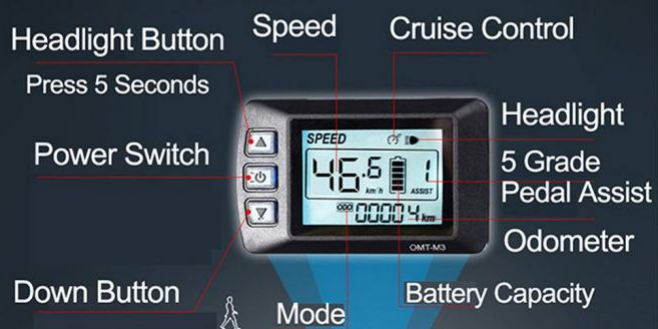 Headlight Button
Speed
Cruise Control
Press 5 Seconds
Headlight
Power Switch
SPEED
46.6
km/h
1
ASSIST
5 Grade
Pedal Assist
ODO
00004 km
Odometer
OMT-M3
Down Button
Mode
Battery Capacity